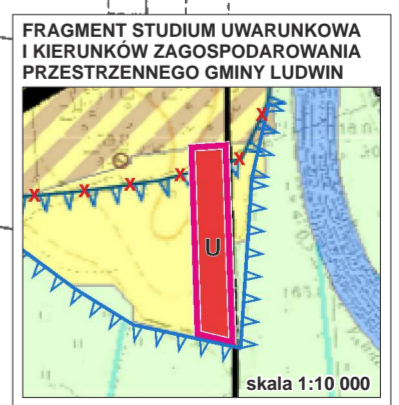 FRAGMENT STUDIUM UWARUNKOWA
I KIERUNKÓW ZAGOSPODAROWANIA
PRZESTRZENNEGO GMINY LUDWIN
U
skala 1:10 000